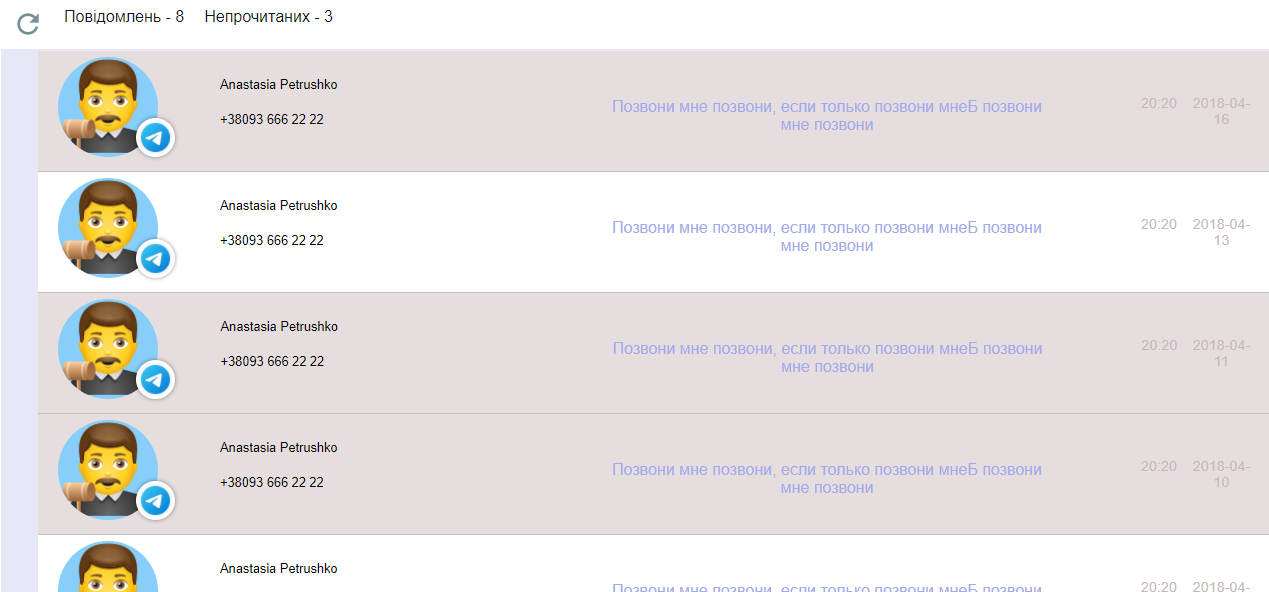 Повідомлень - 8 Непрочитаних - 3
Anastasia Petrushko
+38093 666 22 22
Позвони мне позвони, если только позвони мнеБ позвони
мне позвони
20:20 2018-04-
16
Anastasia Petrushko
+38093 666 22 22
Позвони мне позвони, если только позвони мнеБ позвони
мне позвони
20:20 2018-04-
13
Anastasia Petrushko
+38093 666 22 22
Позвони мне позвони, если только позвони мнеБ позвони
мне позвони
20:20 2018-04-
11
Anastasia Petrushko
+38093 666 22 22
Позвони мне позвони, если только позвони мнеБ позвони
мне позвони
20:20 2018-04-
10
Anastasia Petrushko
Позвони мне позвони, если только позвони мнеБ позвони
20:20 2018-04-